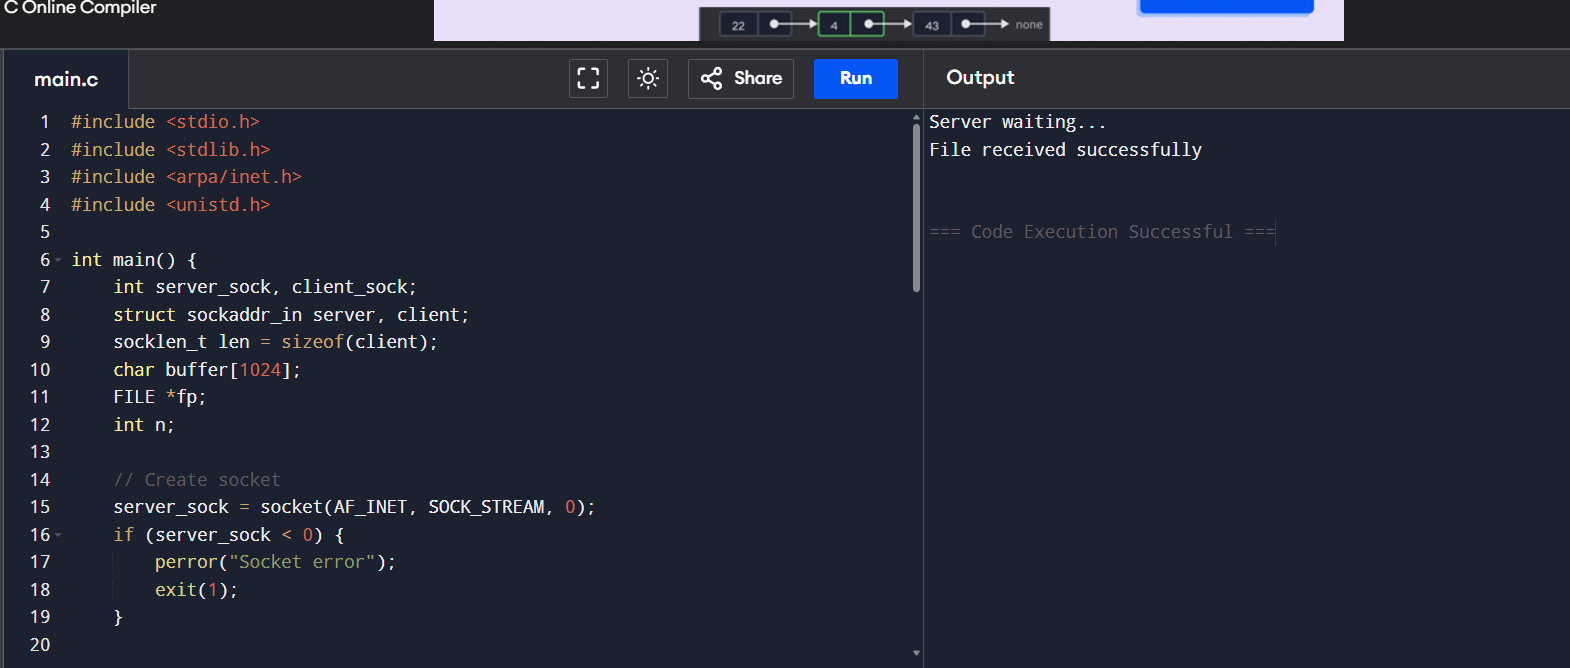 C Online Compiler
22 4 43 none
main.c Share Run Output
1 #include <stdio.h>
2 #include <stdlib.h>
3 #include <arpa/inet.h>
4 #include <unistd.h>
5
6 int main() {
7     int server_sock, client_sock;
8     struct sockaddr_in server, client;
9     socklen_t len = sizeof(client);
10     char buffer[1024];
11     FILE *fp;
12     int n;
13
14     // Create socket
15     server_sock = socket(AF_INET, SOCK_STREAM, 0);
16     if (server_sock < 0) {
17         perror("Socket error");
18         exit(1);
19     }
20
Server waiting...
File received successfully
=== Code Execution Successful ===